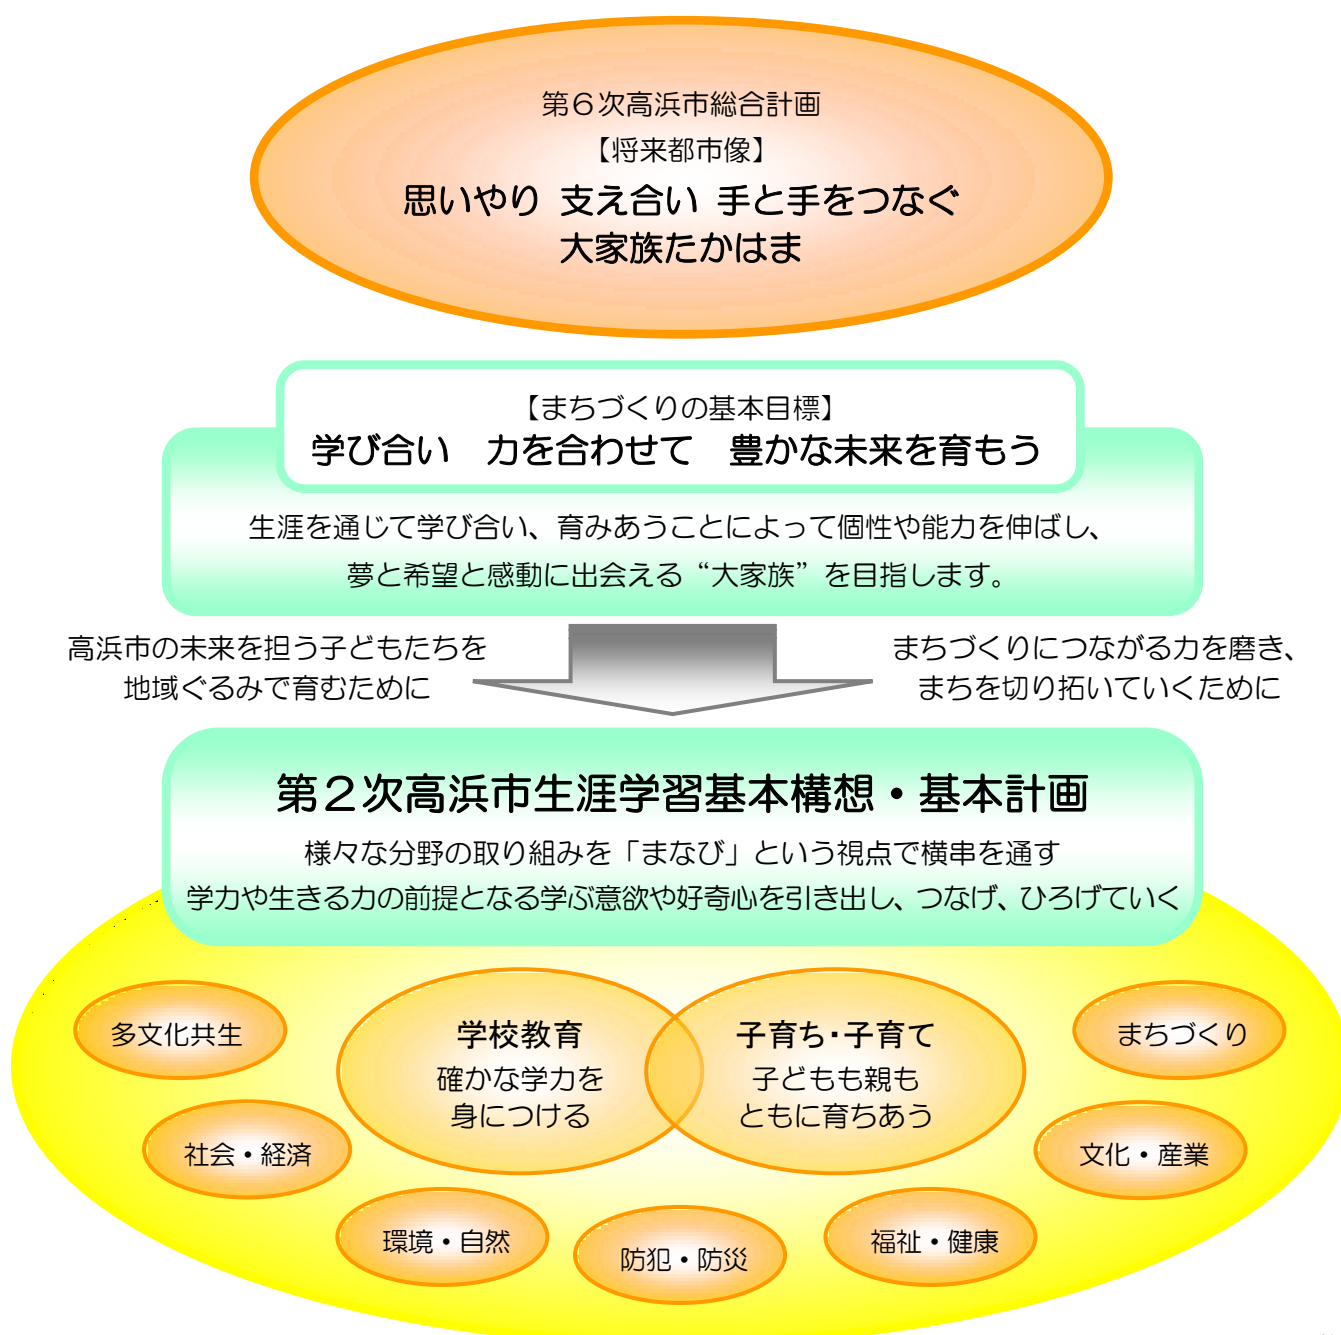 第６次高浜市総合計画
【将来都市像】
思いやり 支え合い 手と手をつなぐ
大家族たかはま
【まちづくりの基本目標】
学び合い　力を合わせて　豊かな未来を育もう
生涯を通じて学び合い、育みあうことによって個性や能力を伸ばし、
夢と希望と感動に出会える“大家族”を目指します。
高浜市の未来を担う子どもたちを
地域ぐるみで育むために
まちづくりにつながる力を磨き、
まちを切り拓いていくために
第２次高浜市生涯学習基本構想・基本計画
様々な分野の取り組みを「まなび」という視点で横串を通す
学力や生きる力の前提となる学ぶ意欲や好奇心を引き出し、つなげ、ひろげていく
学校教育
確かな学力を
身につける
子育ち・子育て
子どもも親も
ともに育ちあう
多文化共生
まちづくり
社会・経済
文化・産業
環境・自然
防犯・防災
福祉・健康